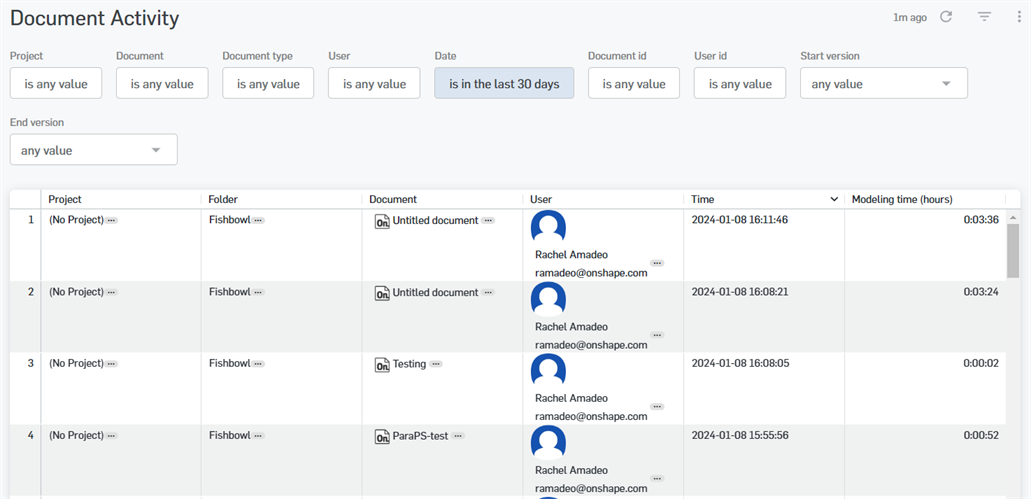 Document Activity
1m ago
Project Document Document type User Date Document id User id Start version
is any value is any value is any value is any value is in the last 30 days is any value is any value any value
End version
any value
Project Folder Document User Time Modeling time (hours)
1 (No Project) Fishbowl On Untitled document 2024-01-08 16:11:46 0:03:36
Rachel Amadeo
ramadeo@onshape.com
2 (No Project) Fishbowl On Untitled document 2024-01-08 16:08:21 0:03:24
Rachel Amadeo
ramadeo@onshape.com
3 (No Project) Fishbowl On Testing 2024-01-08 16:08:05 0:00:02
Rachel Amadeo
ramadeo@onshape.com
4 (No Project) Fishbowl On ParaPS-test 2024-01-08 15:55:56 0:00:52
Rachel Amadeo
ramadeo@onshape.com